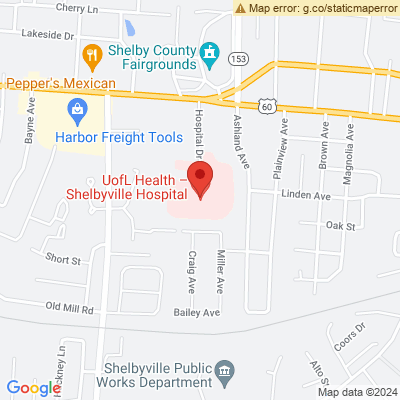 Cherry Ln
Map error: g.co/staticmaperror
Lakeside Dr
Shelby County
Fairgrounds
153
Pepper's Mexican
60
Bayne Ave
Harbor Freight Tools
Hospital Dr
Ashland Ave
Plainview Ave
Brown Ave
Magnolia Ave
UofL Health –
Shelbyville Hospital
Linden Ave
Oak St
Short St
Craig Ave
Miller Ave
Old Mill Rd
Bailey Ave
Coors Dr
Alto St
Hackney Ln
Shelbyville Public
Works Department
Google
Map data ©2024